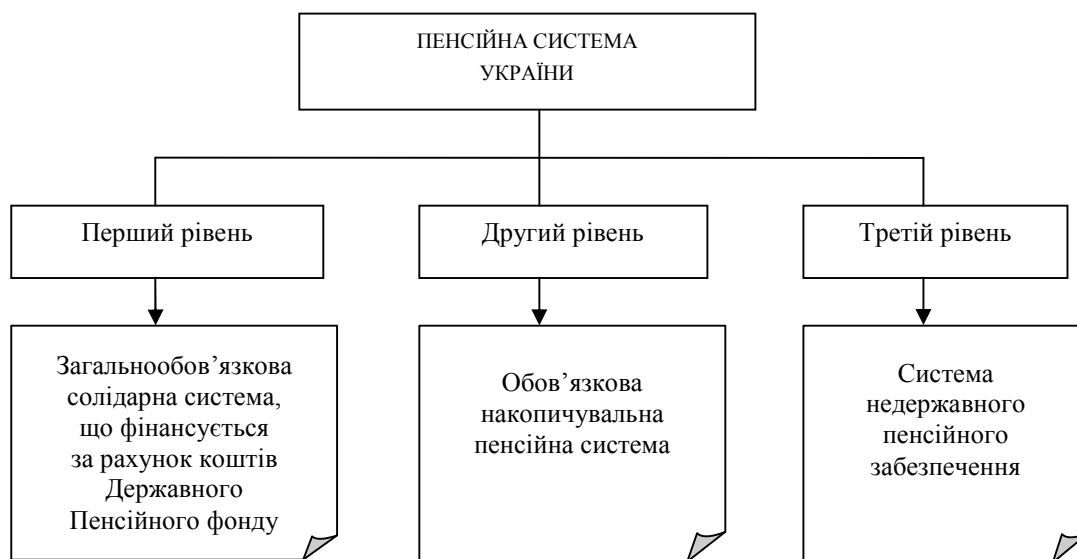 ПЕНСІЙНА СИСТЕМА
УКРАЇНИ
Перший рівень
Другий рівень
Третій рівень
Загальнообов’язкова
солідарна система,
що фінансується
за рахунок коштів
Державного
Пенсійного фонду
Обов’язкова
накопичувальна
пенсійна система
Система
недержавного
пенсійного
забезпечення